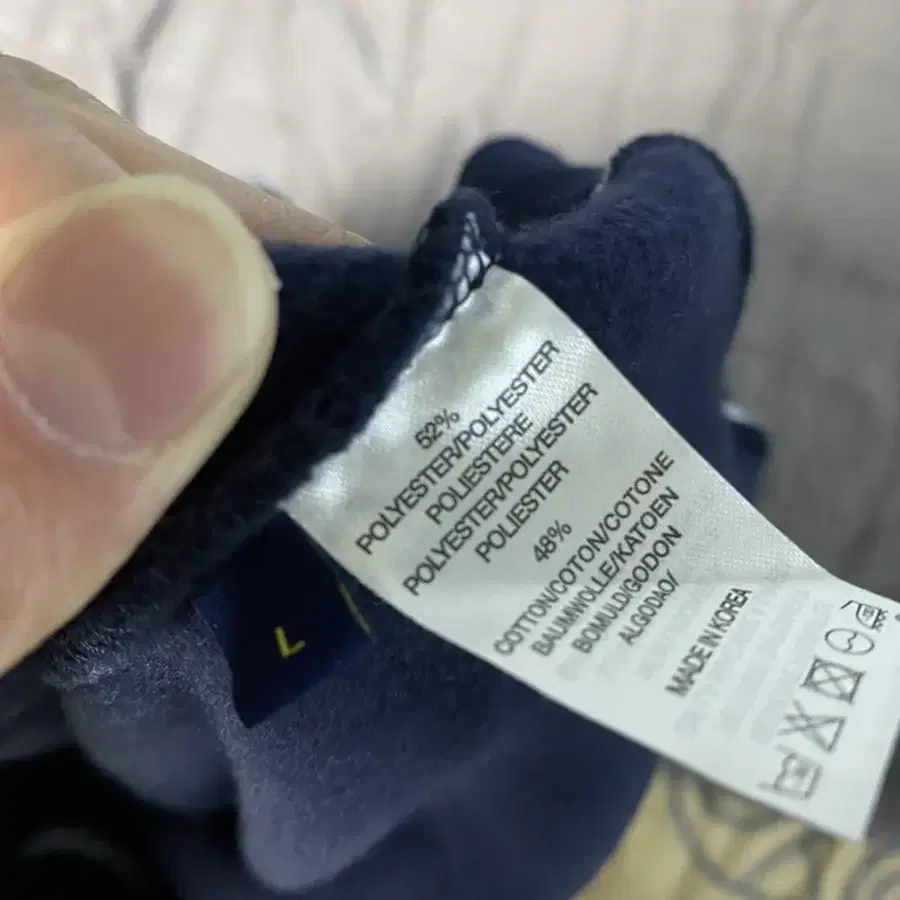 52%
POLYESTER/POLYESTER
POLIESTERE
POLYESTER/POLYESTER
POLIESTER
48%
COTTON/COTON/COTONE
BAUMWOLLE/KATOEN
BOMULD/GODON
ALGODAO/
MADE IN KOREA
L